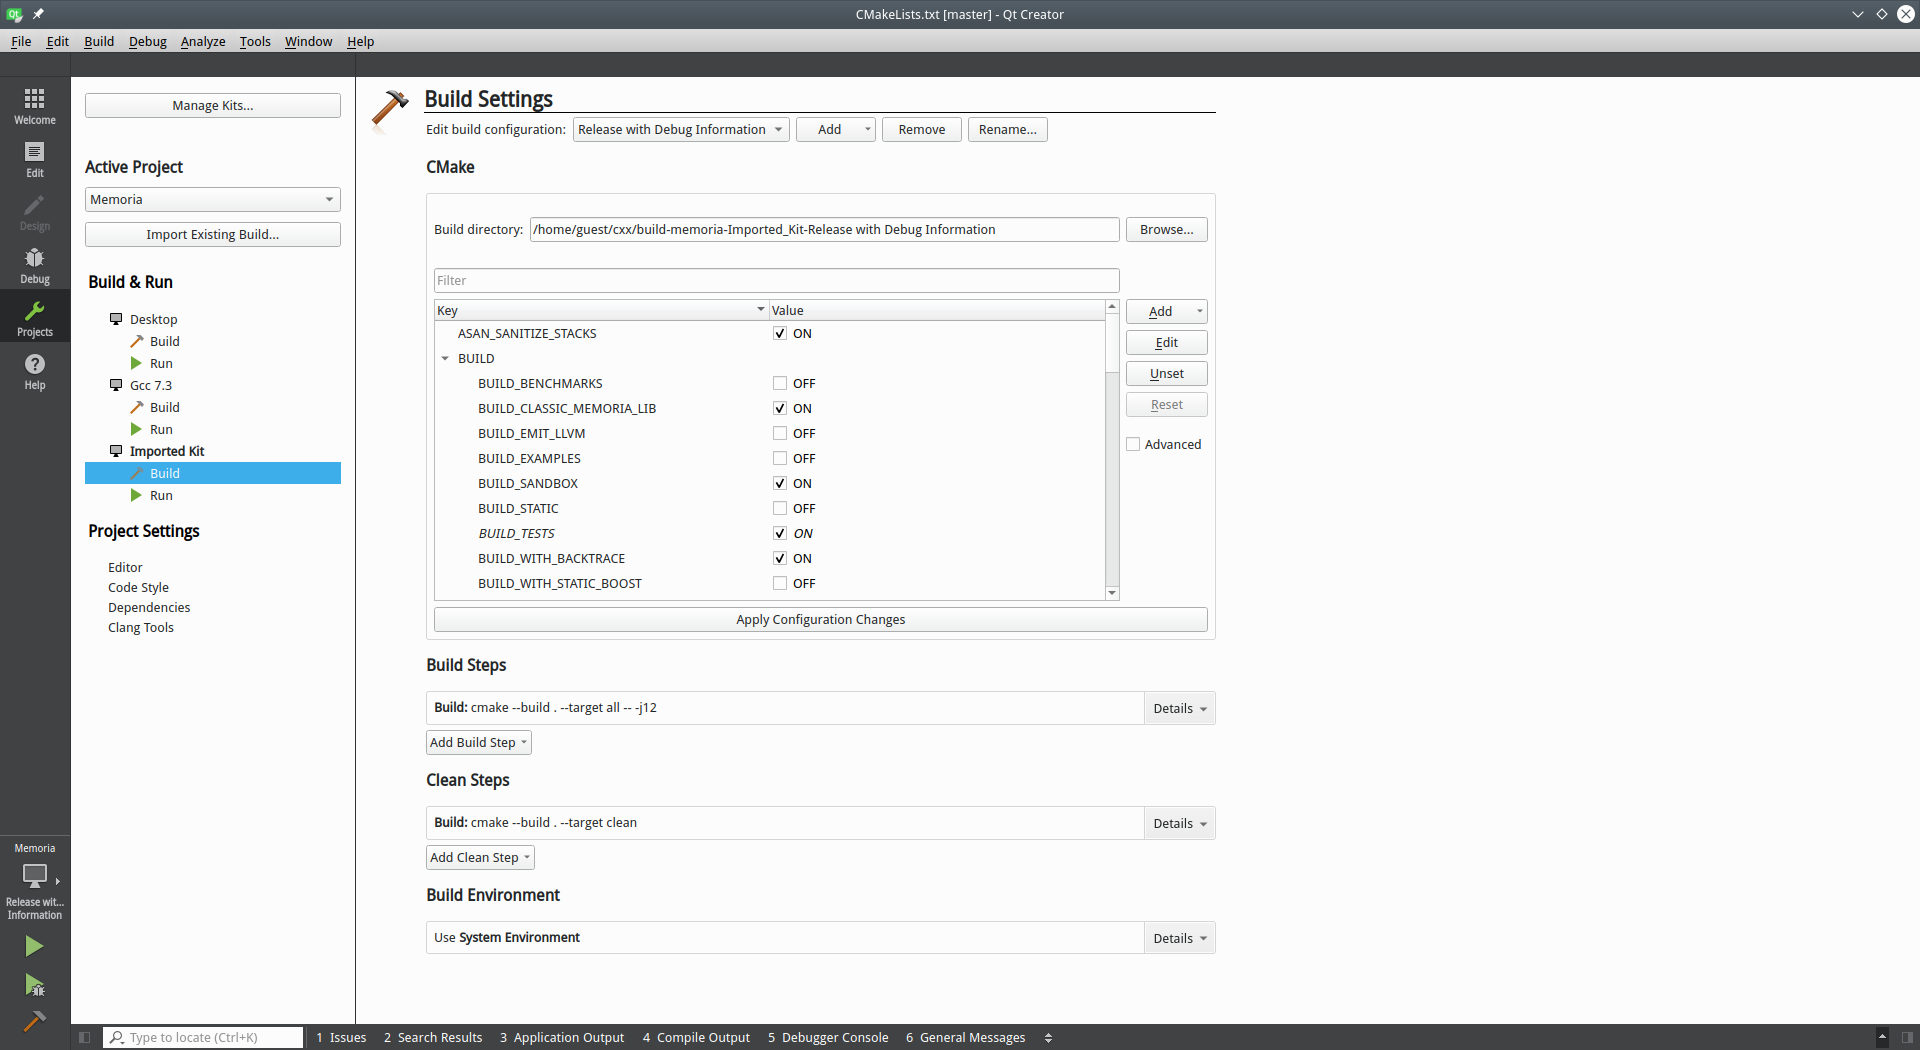 CMakeLists.txt [master] - Qt Creator
File Edit Build Debug Analyze Tools Window Help
Welcome
Edit
Design
Debug
Projects
Help
Memoria
Release wit...
Information
Manage Kits...
Active Project
Memoria
Import Existing Build...
Build & Run
Desktop
Build
Run
Gcc 7.3
Build
Run
Imported Kit
Build
Run
Project Settings
Editor
Code Style
Dependencies
Clang Tools
Build Settings
Edit build configuration: Release with Debug Information Add Remove Rename...
CMake
Build directory: /home/guest/cxx/build-memoria-Imported_Kit-Release with Debug Information Browse...
Filter
Key Value
ASAN_SANITIZE_STACKS ON
BUILD
BUILD_BENCHMARKS OFF
BUILD_CLASSIC_MEMORIA_LIB ON
BUILD_EMIT_LLVM OFF
BUILD_EXAMPLES OFF
BUILD_SANDBOX ON
BUILD_STATIC OFF
BUILD_TESTS ON
BUILD_WITH_BACKTRACE ON
BUILD_WITH_STATIC_BOOST OFF
Add
Edit
Unset
Reset
Advanced
Apply Configuration Changes
Build Steps
Build: cmake --build . --target all -- -j12 Details
Add Build Step
Clean Steps
Build: cmake --build . --target clean Details
Add Clean Step
Build Environment
Use System Environment Details
Type to locate (Ctrl+K) 1 Issues 2 Search Results 3 Application Output 4 Compile Output 5 Debugger Console 6 General Messages